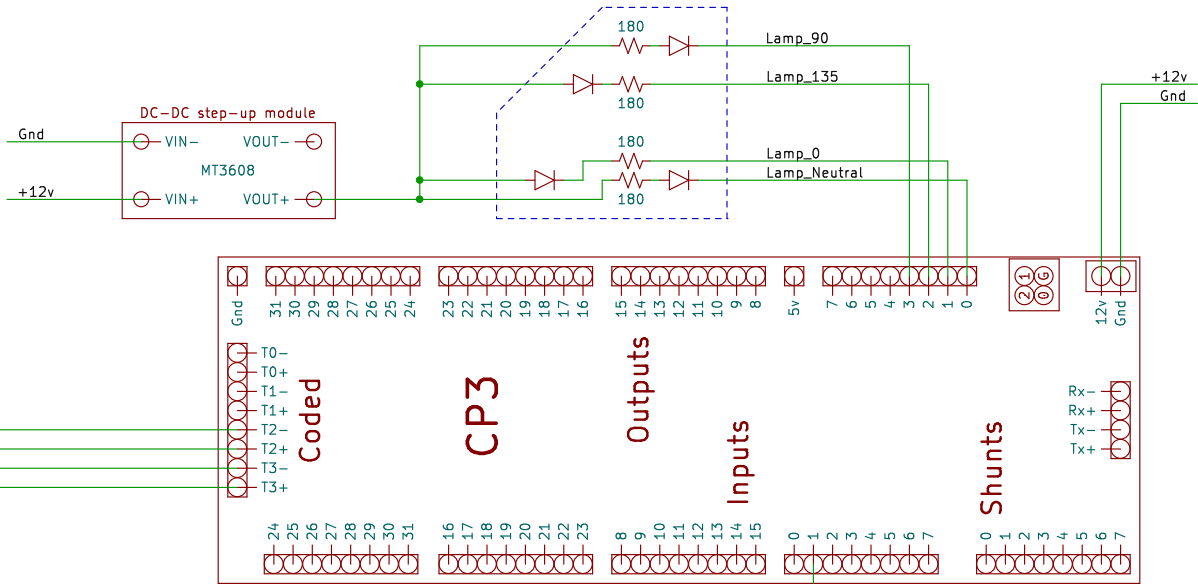 180
Lamp_90
Lamp_135
180
+12v
Gnd
DC-DC step-up module
Gnd
VIN-
VOUT-
MT3608
+12v
VIN+
VOUT+
180
Lamp_0
Lamp_Neutral
180
Gnd
31 30 29 28 27 26 25 24
23 22 21 20 19 18 17 16
15 14 13 12 11 10 9 8
5v
7 6 5 4 3 2 1 0
1 G
2 0
12v
Gnd
T0-
T0+
T1-
T1+
T2-
T2+
T3-
T3+
Coded
CP3
Outputs
Inputs
Shunts
Rx-
Rx+
Tx-
Tx+
24 25 26 27 28 29 30 31
16 17 18 19 20 21 22 23
8 9 10 11 12 13 14 15
0 1 2 3 4 5 6 7
0 1 2 3 4 5 6 7